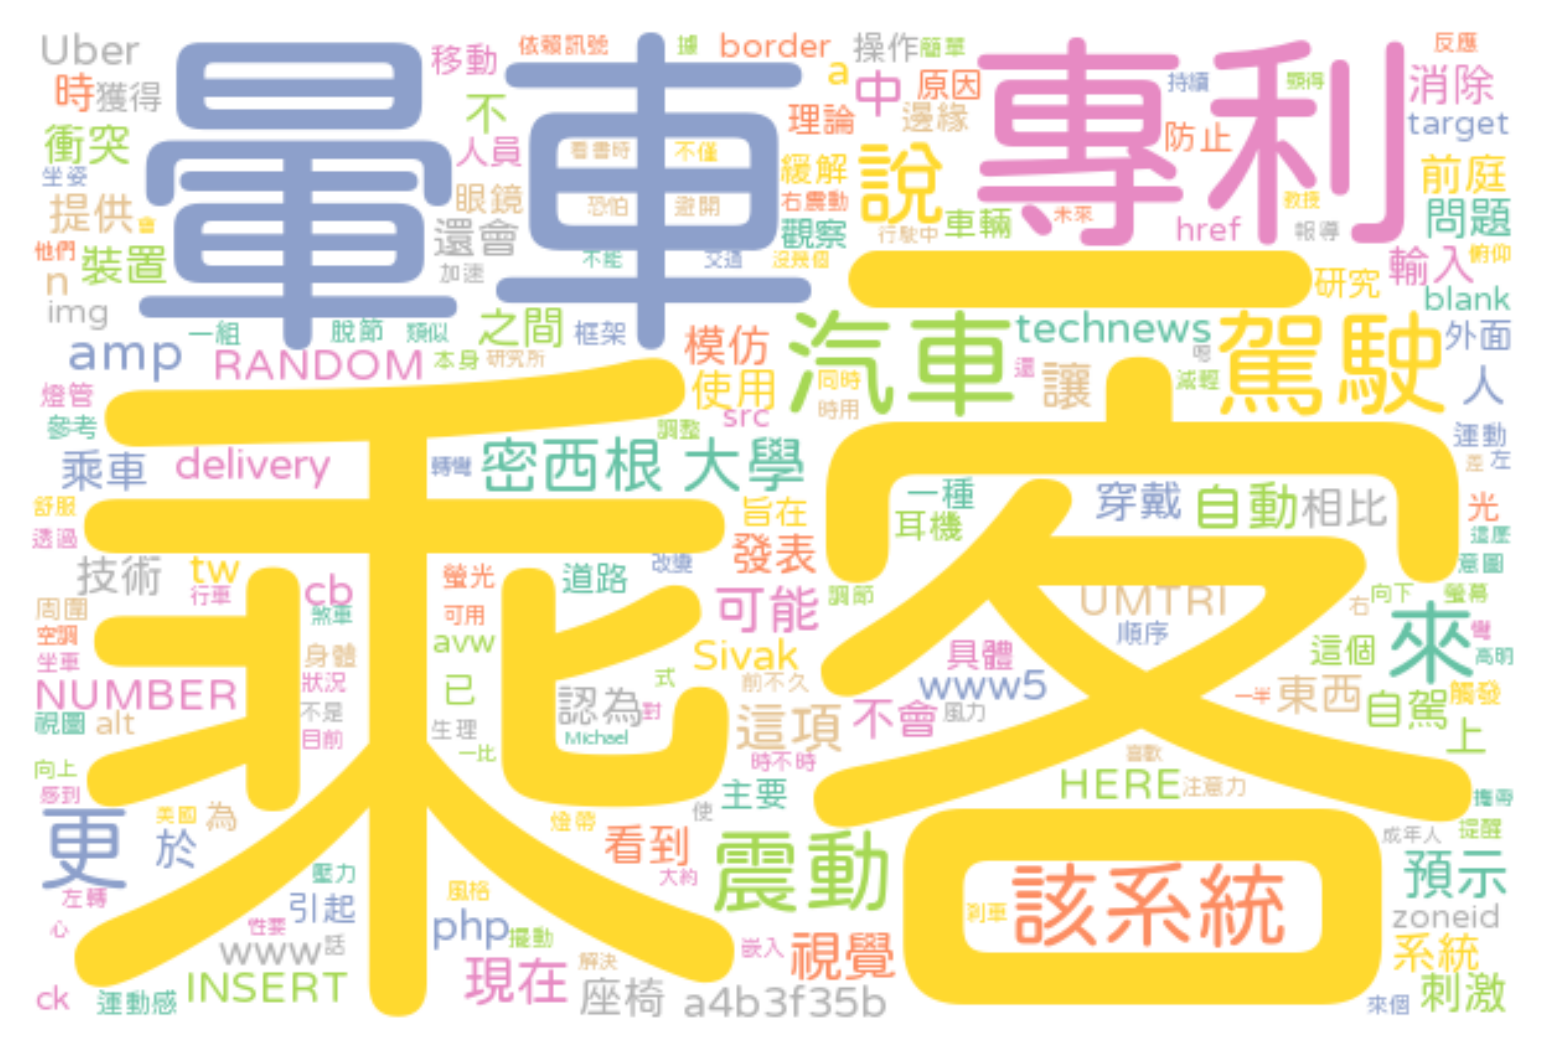 Uber
移動
依賴訊號
據
border
操作
簡單
反應
時
獲得
暈車
不
a
中
原因
專利
持續
顯得
消除
衝突
人員
看書時
不僅
理論
邊緣
防止
target
坐姿
眼鏡
恐怕
避開
緩解
說
前庭
提供
會
還會
右震動
車輛
未來
教授
問題
他們
裝置
加速
不能
交通
沒幾個
觀察
行駛中
href
報導
輸入
俯仰
n
img
一組
脫節
類似
之間
框架
一
研究
blank
amp
RANDOM
本身
研究所
模仿
汽車
technews
嗯
駕駛
外面
燈管
使用
同時
時用
還
讓
減輕
人
參考
src
調整
運動
乘車
delivery
轉彎
密西根
大學
差
左
乘客
舒服
旨在
一種
耳機
穿戴
自動
相比
光
透過
發表
這麼
技術
tw
行車
cb
煞車
螢光
可用
道路
改變
意圖
周圍
空調
可能
調節
UMTRI
順序
右
向下
螢幕
坐車
身體
avw
Sivak
具體
這個
來
彎
高明
NUMBER
狀況
已
式
前不久
www5
一半
東西
觸發
視圖
alt
不是
目前
生理
認為
對
這項
不會
風力
自駕
上
向上
一比
Michael
時不時
喜歡
感到
主要
HERE
注意力
攜帶
更
美國
為
於
燈帶
使
看到
震動
成年人
提醒
左轉
壓力
大約
該系統
預示
心
性要
引起
風格
php
擺動
剎車
zoneid
www
話
嵌入
視覺
系統
ck
運動感
INSERT
現在
解決
座椅
a4b3f35b
來個
刺激